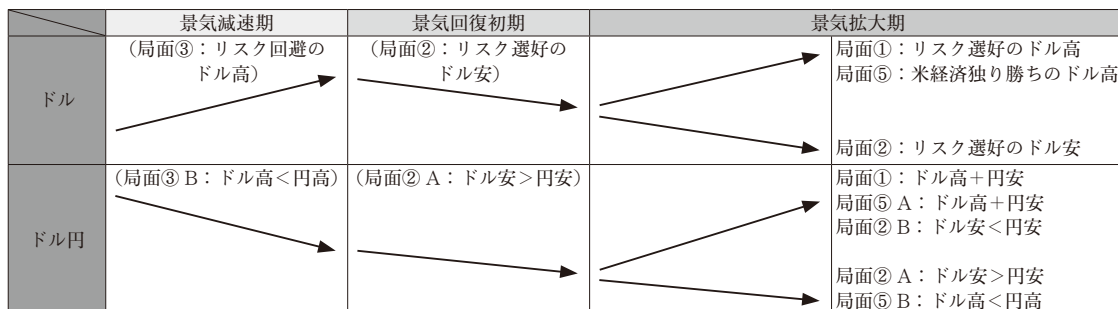 景気減速期
景気回復初期
景気拡大期
ドル
（局面③：リスク回避の
ドル高）
（局面②：リスク選好の
ドル安）
局面①：リスク選好のドル高
局面⑤：米経済独り勝ちのドル高
局面②：リスク選好のドル安
ドル円
（局面③ B：ドル高＜円高）
（局面② A：ドル安＞円安）
局面①：ドル高＋円安
局面⑤ A：ドル高＋円安
局面② B：ドル安＜円安
局面② A：ドル安＞円安
局面⑤ B：ドル高＜円高